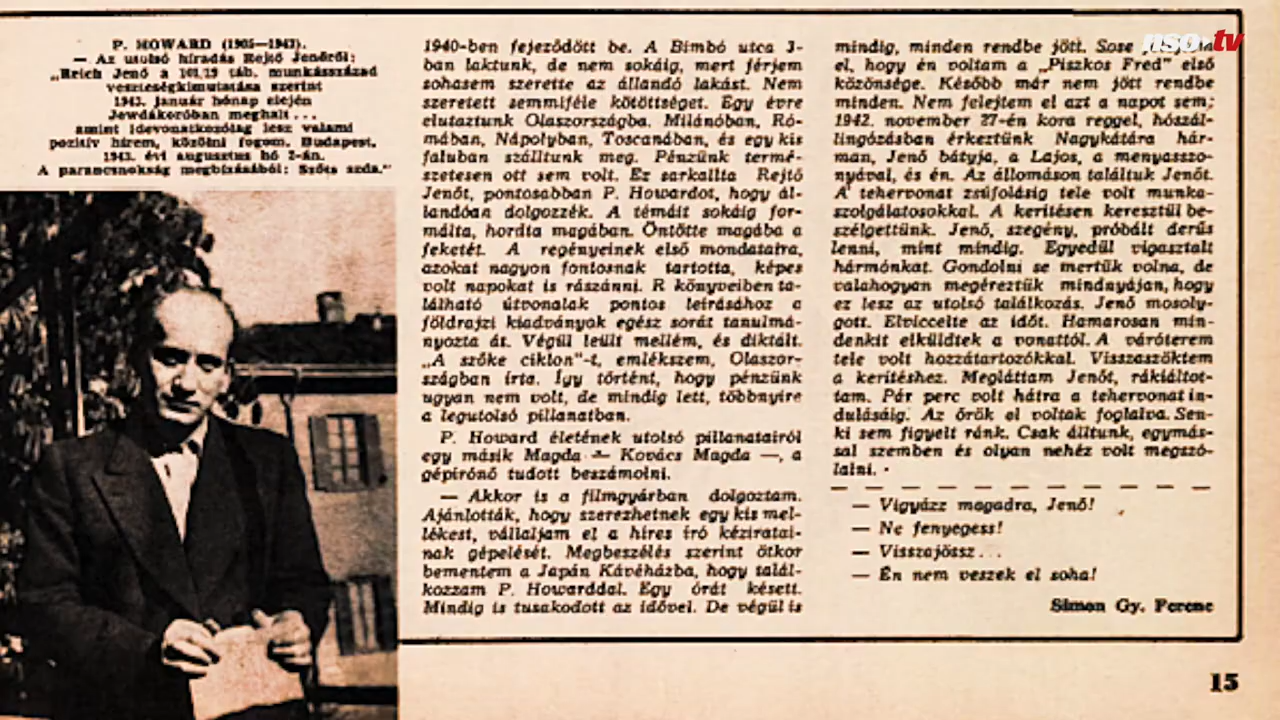 P. HOWARD (1905—1943).
— Az utolsó híradás Rejtő Jenőről:
„Reich Jenő a 101/19 táb. munkásszázad
veszteségkimutatása szerint
1943. január hónap elején
Jewdákoróban meghalt...
amint idevonatkozólag lesz valami
pozitív hírem, közölni fogom. Budapest,
1943. évi augusztus hó 2-án.
A parancsnokság megbízásából: Szőts szds."
1940-ben fejeződött be. A Bimbó utca 3-
ban laktunk, de nem sokáig, mert férjem
sohasem szerette az állandó lakást. Nem
szeretett semmiféle kötöttséget. Egy évre
elutaztunk Olaszországba. Milánóban, Ró-
mában, Nápolyban, Toscanában, és egy kis
faluban szálltunk meg. Pénzünk termé-
szetesen ott sem volt. Ez sarkallta Rejtő
Jenőt, pontosabban P. Howardot, hogy ál-
landóan dolgozzék. A témáit sokáig for-
málta, hordta magában. Öntötte magába a
feketét. A regényeinek első mondataira,
azokat nagyon fontosnak tartotta, képes
volt napokat is rászánni. R könyveiben ta-
lálható útvonalak pontos leírásához a
földrajzi kiadványok egész sorát tanulmá-
nyozta át. Végül leült mellém, és diktált.
„A szőke ciklon"-t, emlékszem, Olaszor-
szágban írta. Így történt, hogy pénzünk
ugyan nem volt, de mindig lett, többnyire
a legutolsó pillanatban.
P. Howard életének utolsó pillanatairól
egy másik Magda — Kovács Magda —, a
gépírónő tudott beszámolni.
— Akkor is a filmgyárban dolgoztam.
Ajánlották, hogy szerezhetnek egy kis mel-
lékest, vállaljam el a híres író kéziratai-
nak gépelését. Megbeszélés szerint ötkor
bementem a Japán Kávéházba, hogy talál-
kozzam P. Howarddal. Egy órát késett.
Mindig is tusakodott az idővel. De végül is
mindig, minden rendbe jött. Sose
el, hogy én voltam a „Piszkos Fred" első
közönsége. Később már nem jött rendbe
minden. Nem felejtem el azt a napot sem;
1942. november 27-én kora reggel, hószál-
lingózásban érkeztünk Nagykátára hár-
man, Jenő bátyja, a Lajos, a menyasszo-
nyával, és én. Az állomáson találtuk Jenőt.
A tehervonat zsúfolásig tele volt munka-
szolgálatosokkal. A kerítésen keresztül be-
szélgettünk. Jenő, szegény, próbált derűs
lenni, mint mindig. Egyedül vigasztalt
hármónkat. Gondolni se mertük volna, de
valahogyan megéreztük mindnyájan, hogy
ez lesz az utolsó találkozás. Jenő mosoly-
gott. Elviccelte az időt. Hamarosan min-
denkit elküldtek a vonattól. A váróterem
tele volt hozzátartozókkal. Visszaszöktem
a kerítéshez. Megláttam Jenőt, rákiáltot-
tam. Pár perc volt hátra a tehervonat in-
dulásáig. Az őrök el voltak foglalva. Sen-
ki sem figyelt ránk. Csak álltunk, egymás-
sal szemben és olyan nehéz volt megszó-
lalni.
— Vigyázz magadra, Jenő!
— Ne fenyegess!
— Visszajössz...
— Én nem veszek el soha!
Simon Gy. Ferenc
15
nso tv